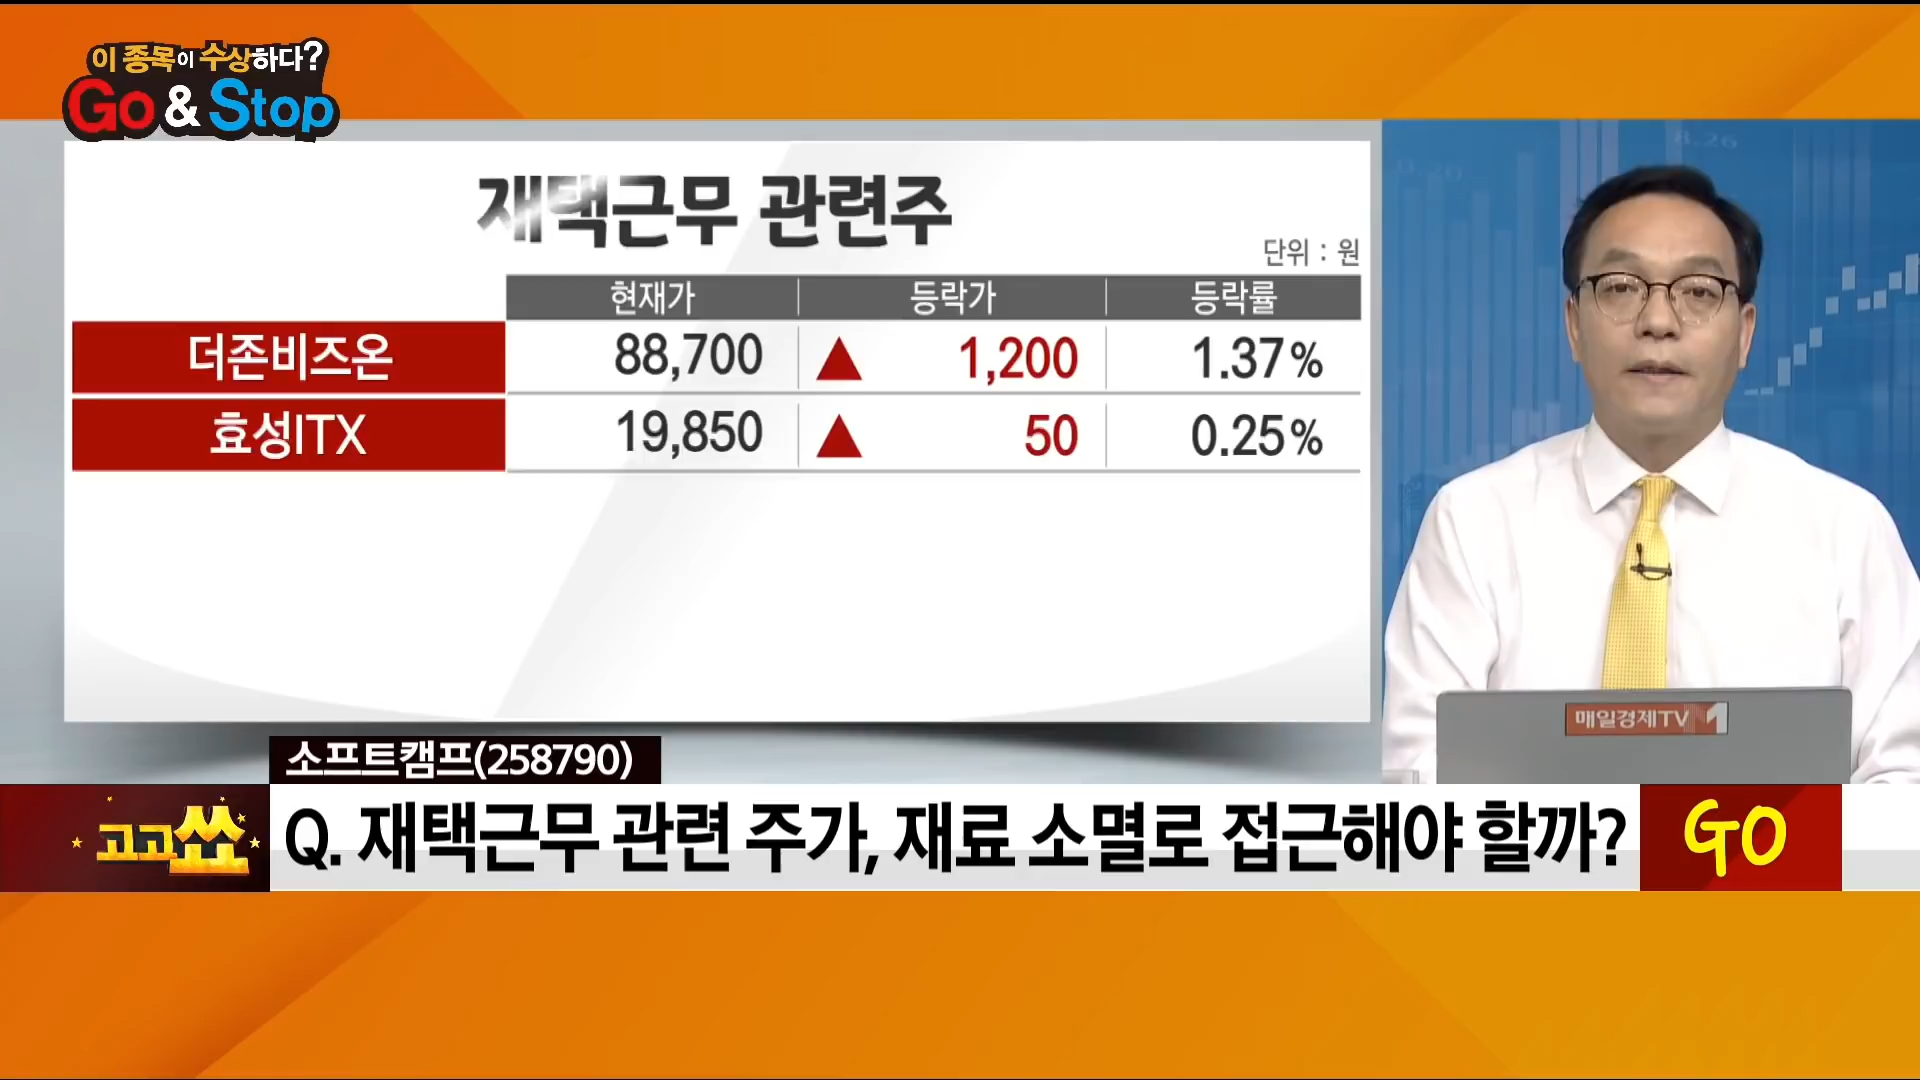 이 종목이 수상하다?
Go & Stop
재택근무 관련주
단위 : 원
현재가 등락가 등락률
더존비즈온 88,700 ▲ 1,200 1.37%
효성ITX 19,850 ▲ 50 0.25%
매일경제TV 1
소프트캠프(258790)
고고쑈 Q. 재택근무 관련 주가, 재료 소멸로 접근해야 할까? GO